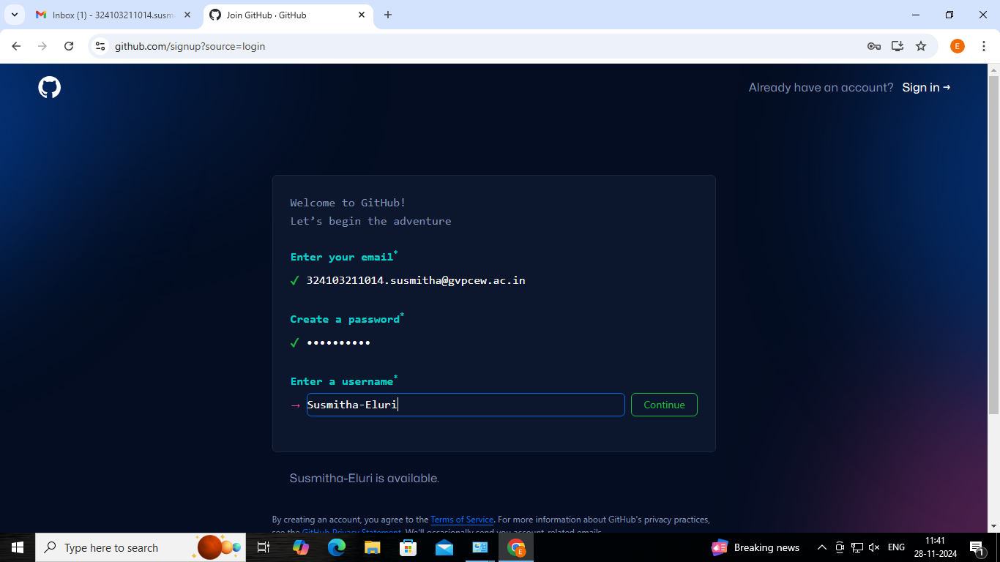 Inbox (1) - 324103211014.susm
Join GitHub · GitHub
github.com/signup?source=login
E
Already have an account? Sign in →
Welcome to GitHub!
Let’s begin the adventure
Enter your email*
✓ 324103211014.susmitha@gvpcew.ac.in
Create a password*
✓ ••••••••••
Enter a username*
→ Susmitha-Eluri
Continue
Susmitha-Eluri is available.
By creating an account, you agree to the Terms of Service. For more information about GitHub's privacy practices,
see the GitHub Privacy Statement. We'll occasionally send you account-related emails.
Type here to search
E
Breaking news
ENG
11:41
28-11-2024
1